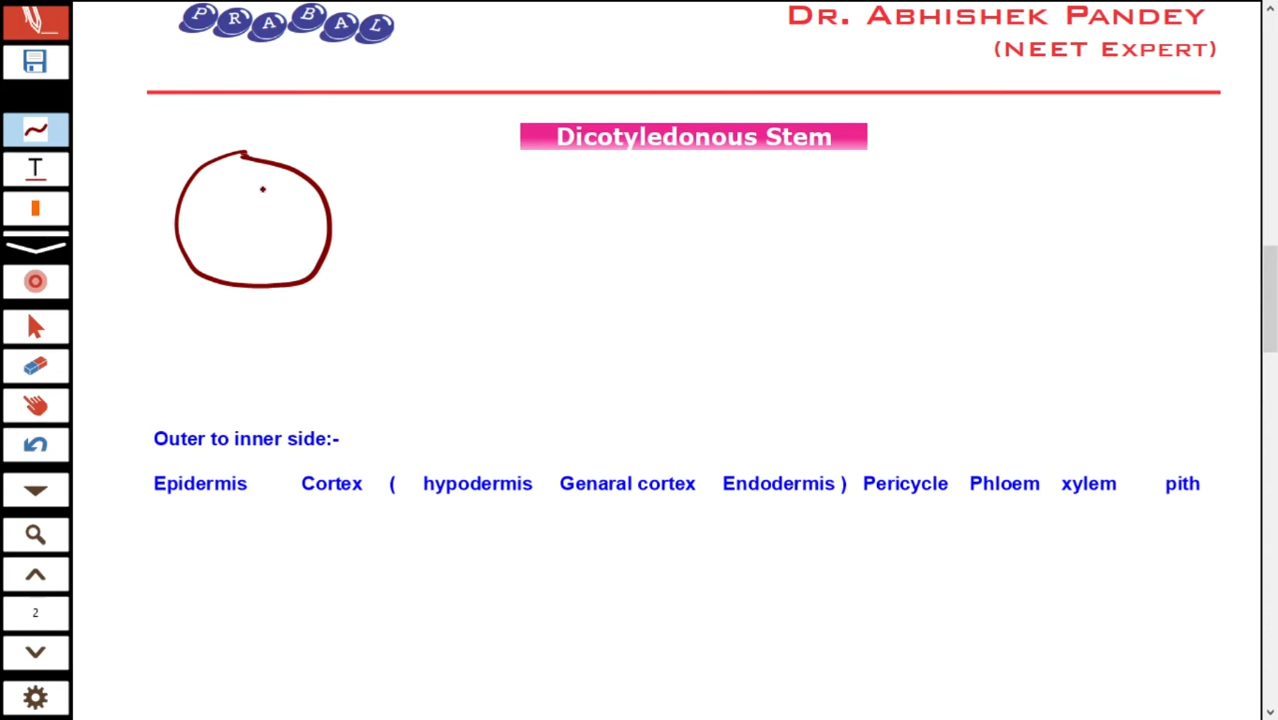 PRABAL
DR. ABHISHEK PANDEY
(NEET EXPERT)
Dicotyledonous Stem
T
Outer to inner side:-
Epidermis Cortex ( hypodermis Genaral cortex Endodermis ) Pericycle Phloem xylem pith
2